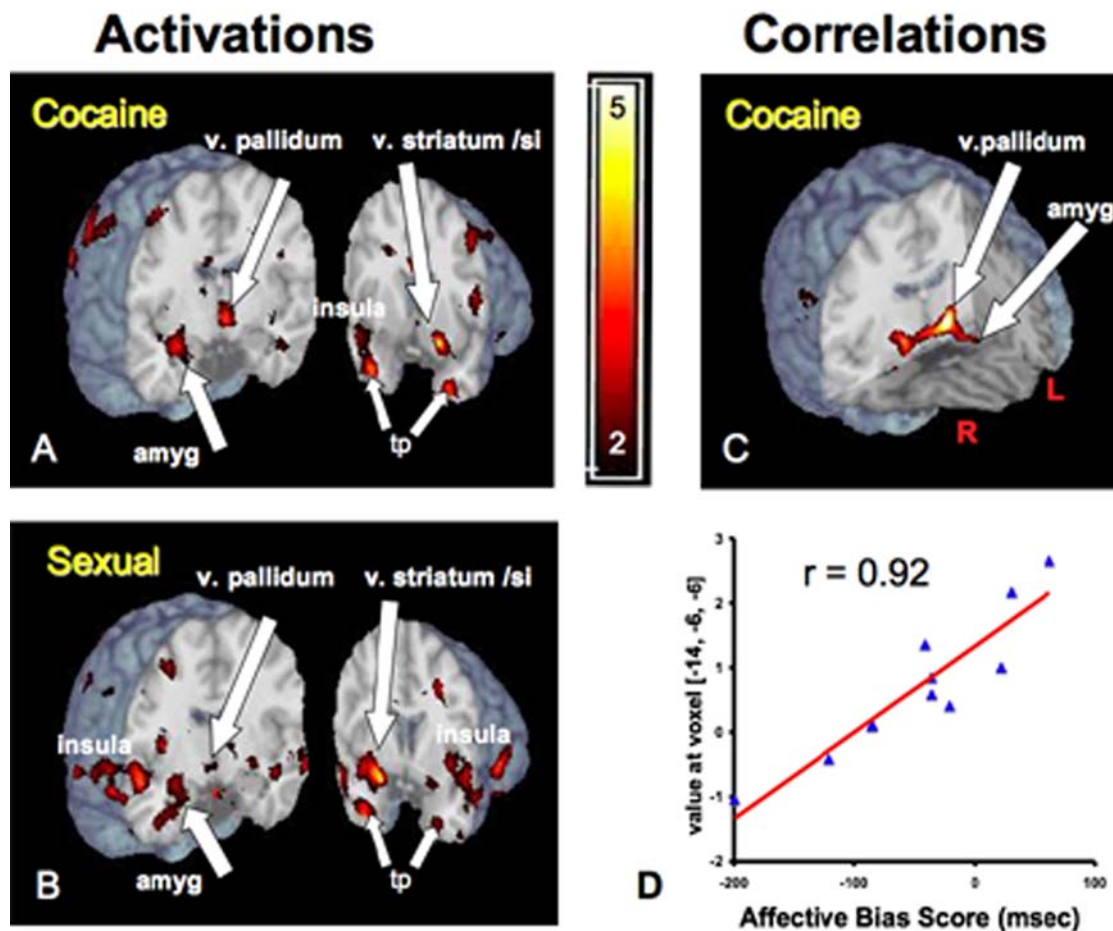 Activations
Correlations
Cocaine
v. pallidum
v. striatum /si
insula
amyg
tp
A
5
2
Cocaine
v.pallidum
amyg
L
R
C
Sexual
v. pallidum
v. striatum /si
insula
insula
amyg
tp
B
r = 0.92
value at voxel [-14, -6, -6]
3
2
1
0
-1
-2
-200
-100
0
100
D
Affective Bias Score (msec)